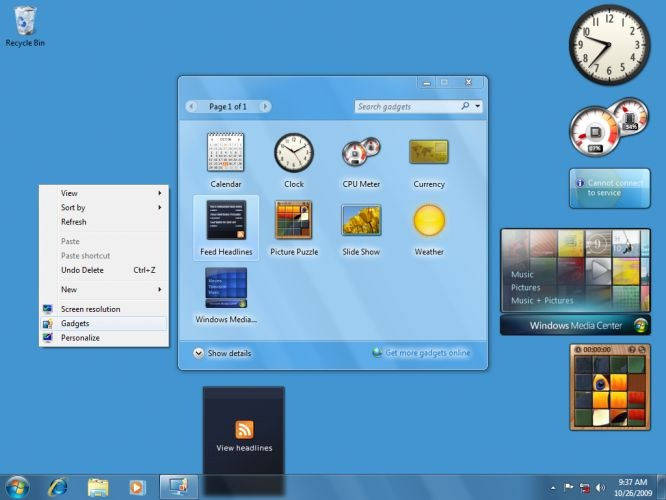 Recycle Bin
Page 1 of 1
Search gadgets
Calendar
Clock
CPU Meter
Currency
Feed Headlines
Picture Puzzle
Slide Show
Weather
Windows Media...
Show details
Get more gadgets online
View
Sort by
Refresh
Paste
Paste shortcut
Undo Delete
Ctrl+Z
New
Screen resolution
Gadgets
Personalize
07%
34%
Cannot connect
to service
Music
Pictures
Music + Pictures
Windows Media Center
00:00:00
View headlines
9:37 AM
10/26/2009